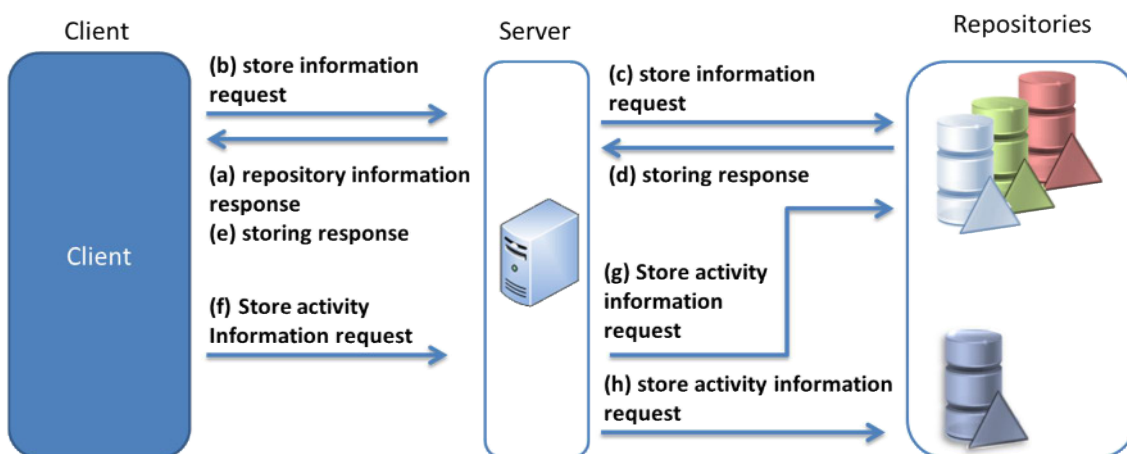 Client
Server
Repositories
(b) store information
request
(c) store information
request
(a) repository information
response
(e) storing response
(d) storing response
Client
(g) Store activity
information
request
(f) Store activity
Information request
(h) store activity information
request